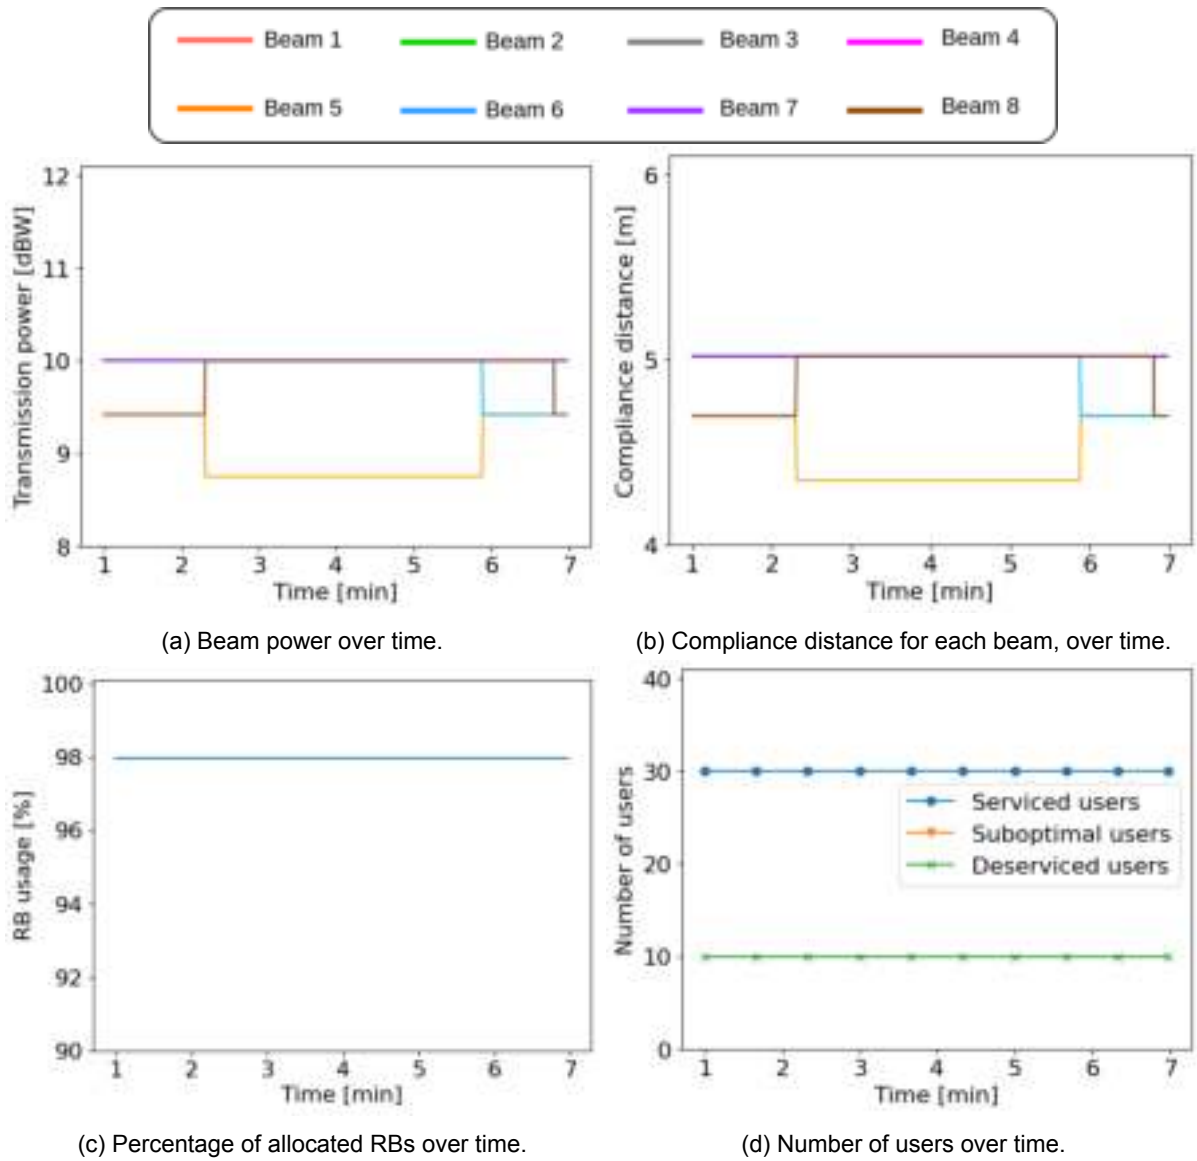 Beam 1 Beam 2 Beam 3 Beam 4
Beam 5 Beam 6 Beam 7 Beam 8
12
11
10
9
8
Transmission power [dBW]
1 2 3 4 5 6 7
Time [min]
(a) Beam power over time.
6
5
4
Compliance distance [m]
1 2 3 4 5 6 7
Time [min]
(b) Compliance distance for each beam, over time.
100
98
96
94
92
90
RB usage [%]
1 2 3 4 5 6 7
Time [min]
(c) Percentage of allocated RBs over time.
40
30
20
10
0
Number of users
Serviced users
Suboptimal users
Deserviced users
1 2 3 4 5 6 7
Time [min]
(d) Number of users over time.